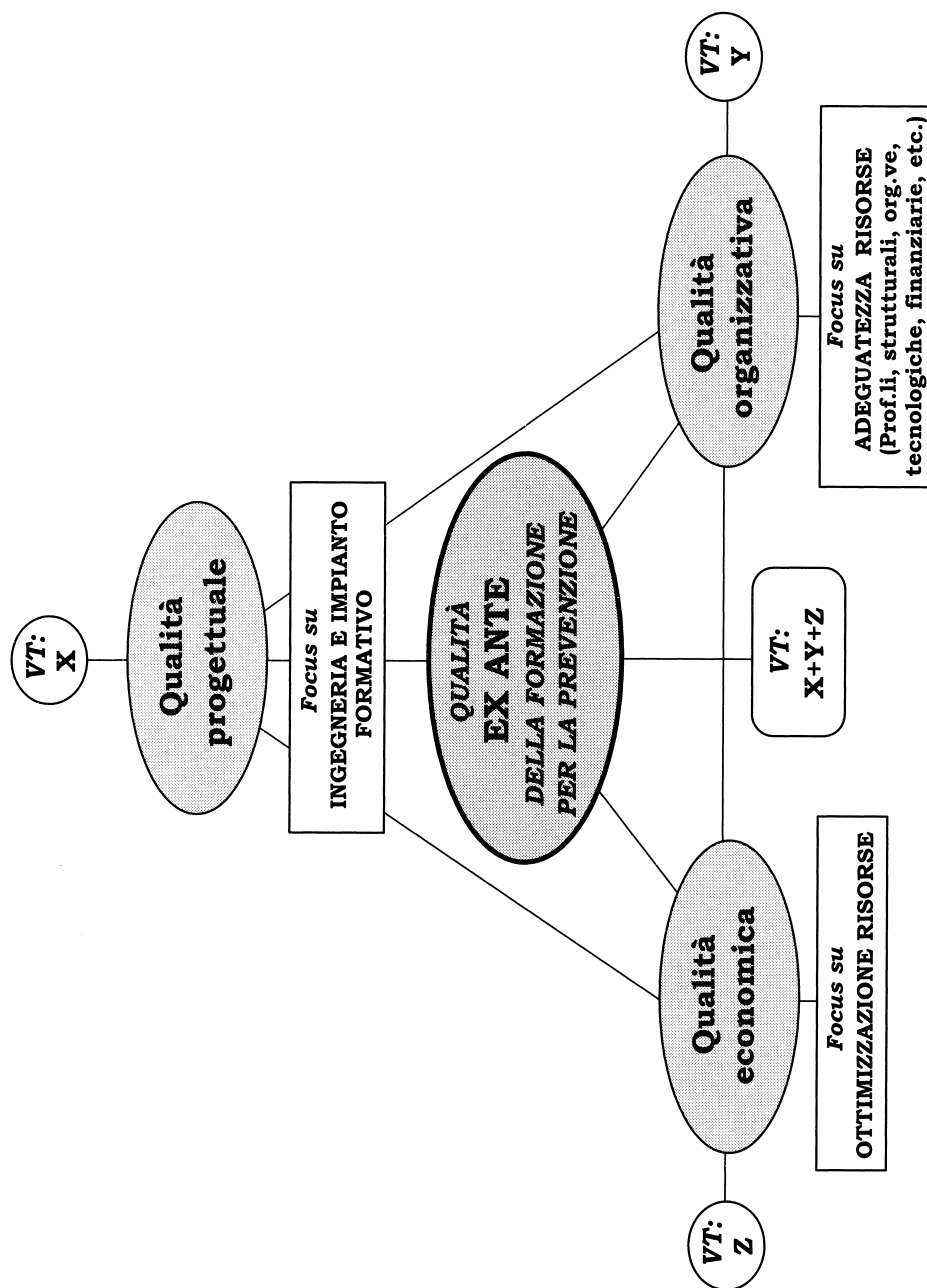 VT:
X
Qualità
progettuale
Focus su
INGEGNERIA E IMPIANTO
FORMATIVO
QUALITÀ
EX ANTE
DELLA FORMAZIONE
PER LA PREVENZIONE
VT:
Z
Qualità
economica
Focus su
OTTIMIZZAZIONE RISORSE
VT:
X+Y+Z
Qualità
organizzativa
VT:
Y
Focus su
ADEGUATEZZA RISORSE
(Prof.li, strutturali, org.ve,
tecnologiche, finanziarie, etc.)